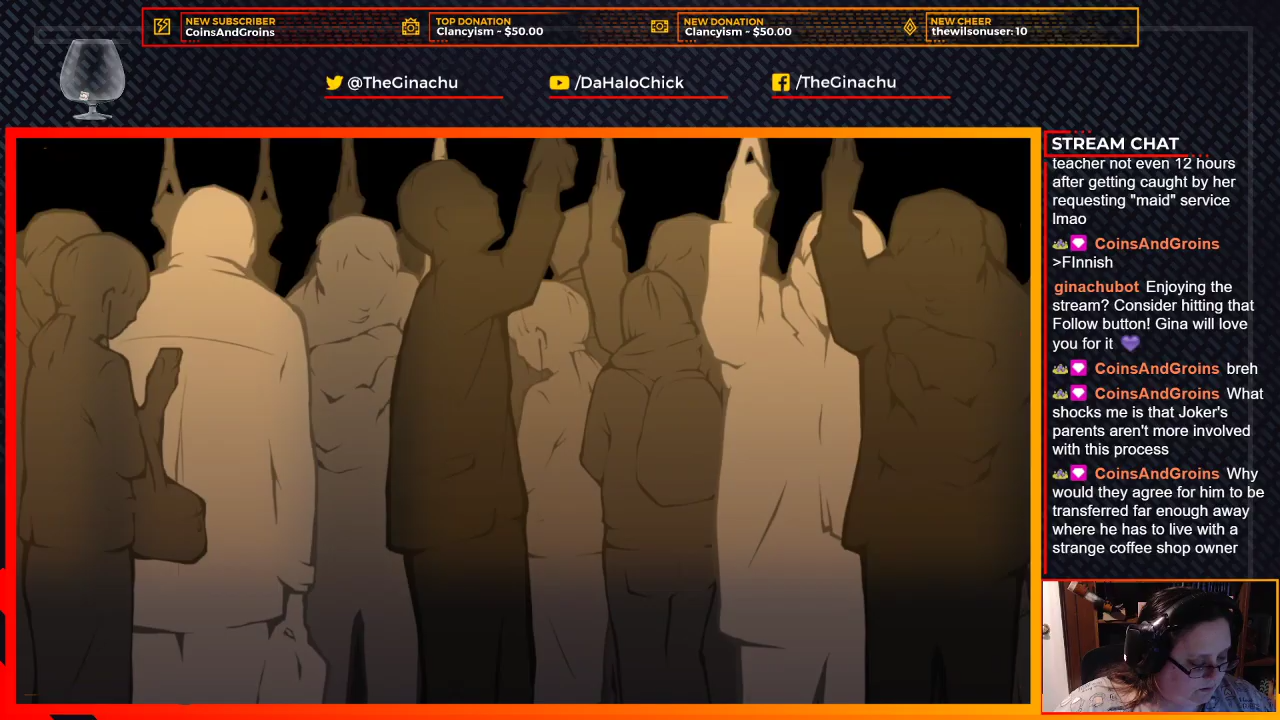 NEW SUBSCRIBER
CoinsAndGroins
TOP DONATION
Clancyism ~ $50.00
NEW DONATION
Clancyism ~ $50.00
NEW CHEER
thewilsonuser: 10
@TheGinachu
/DaHaloChick
/TheGinachu
STREAM CHAT
teacher not even 12 hours
after getting caught by her
requesting "maid" service
lmao
CoinsAndGroins
>FInnish
ginachubot Enjoying the
stream? Consider hitting that
Follow button! Gina will love
you for it
CoinsAndGroins breh
CoinsAndGroins What
shocks me is that Joker's
parents aren't more involved
with this process
CoinsAndGroins Why
would they agree for him to be
transferred far enough away
where he has to live with a
strange coffee shop owner